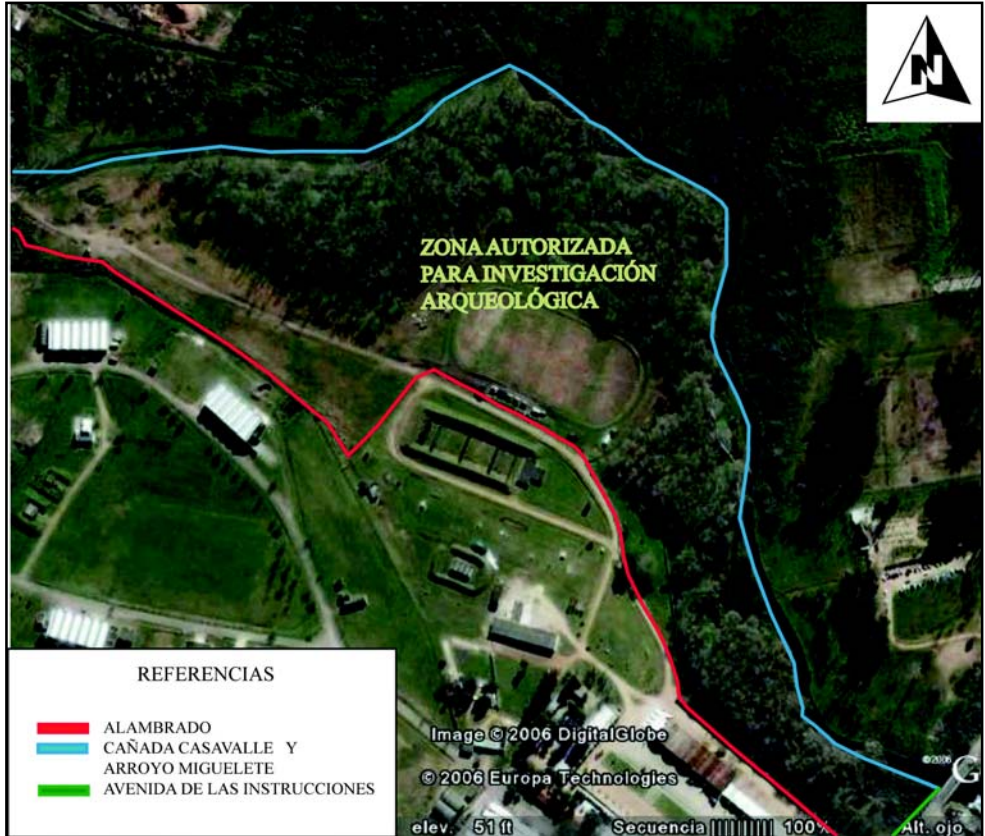 N
ZONA AUTORIZADA
PARA INVESTIGACIÓN
ARQUEOLÓGICA
REFERENCIAS
ALAMBRADO
CAÑADA CASAVALLE Y
ARROYO MIGUELETE
AVENIDA DE LAS INSTRUCCIONES
Image © 2006 DigitalGlobe
© 2006 Europa Technologies
©2006
G
elev. 51 ft Secuencia |||||||||| 100% Alt. ojo